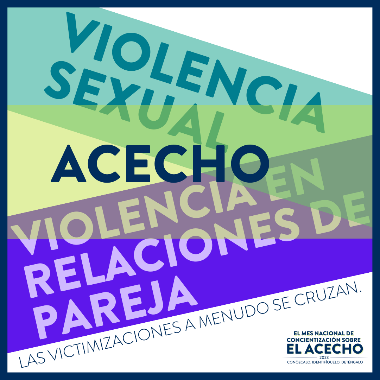 VIOLENCIA
SEXUAL
ACECHO
VIOLENCIA EN
RELACIONES DE
PAREJA
LAS VICTIMIZACIONES A MENUDO SE CRUZAN.
EL MES NACIONAL DE
CONCIENTIZACIÓN SOBRE
EL ACECHO